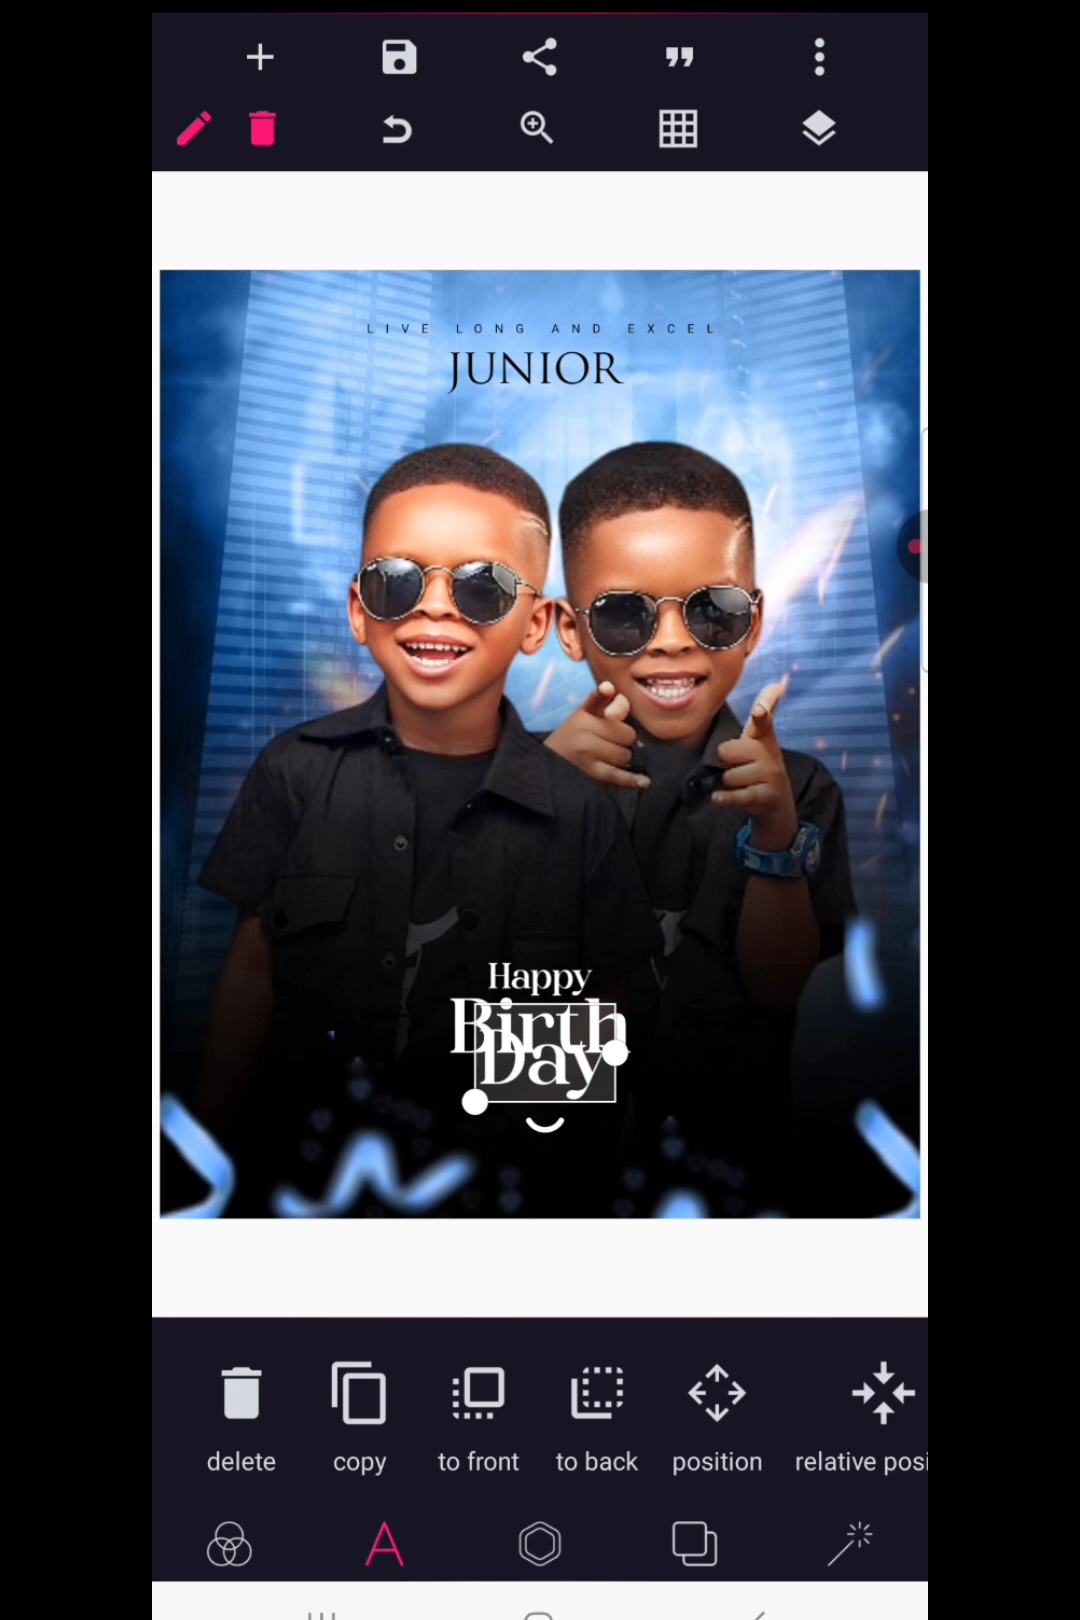 LIVE LONG AND EXCEL
JUNIOR
Happy
Birth
Day
delete
copy
to front
to back
position
relative posi